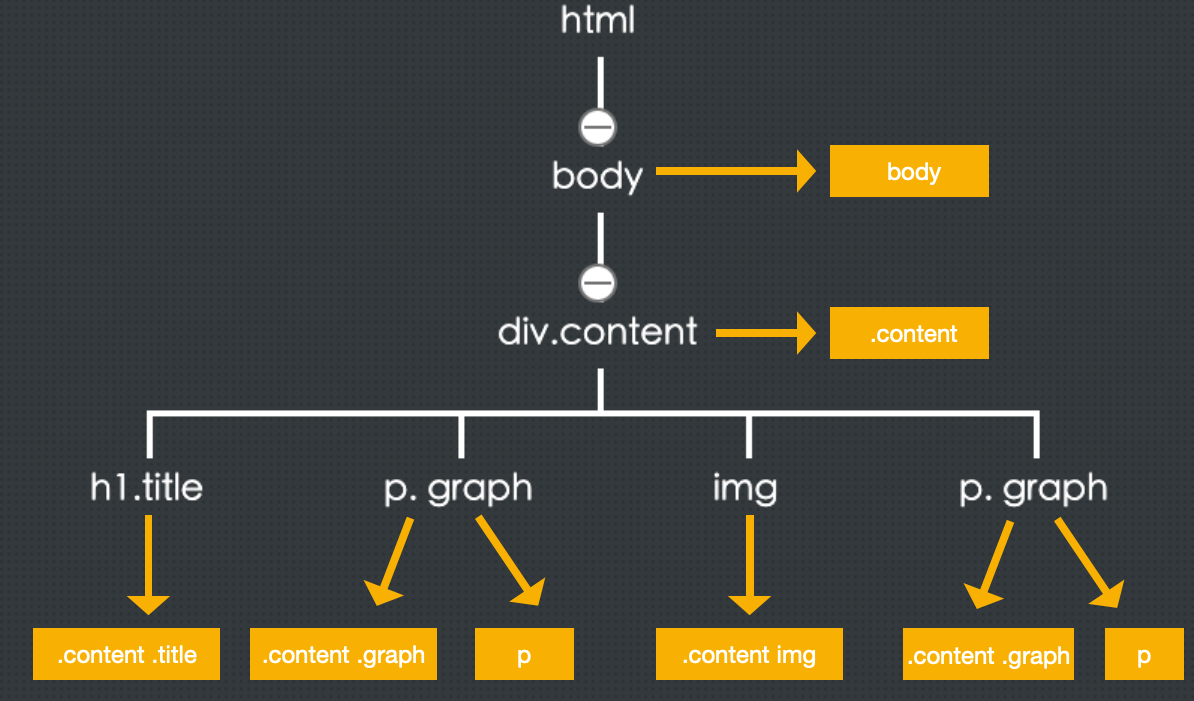 html
body
body
div.content
.content
h1.title
p. graph
img
p. graph
.content .title
.content .graph
p
.content img
.content .graph
p